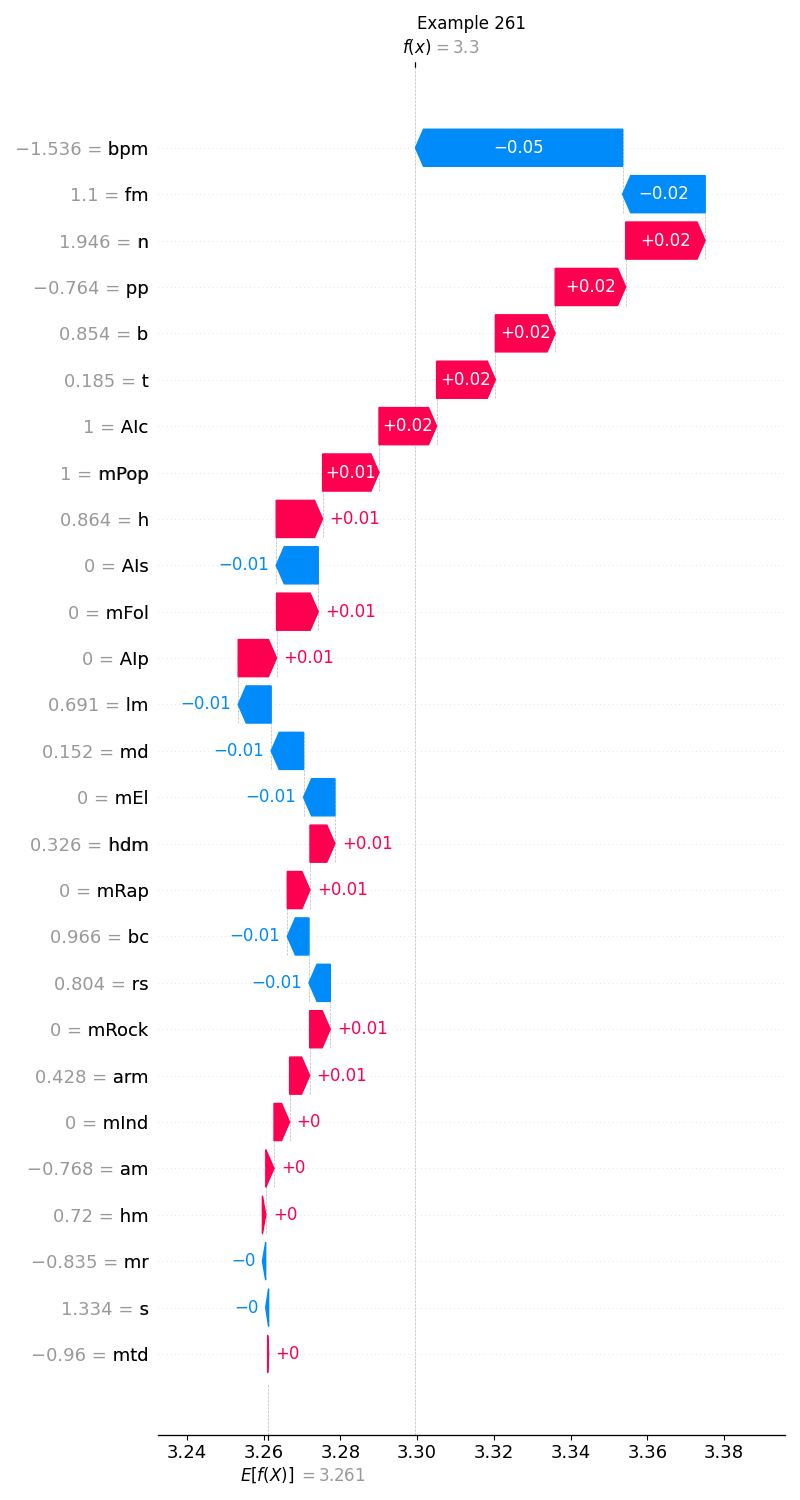 Example 261
f(x) = 3.3
−1.536 = bpm −0.05
1.1 = fm −0.02
1.946 = n +0.02
−0.764 = pp +0.02
0.854 = b +0.02
0.185 = t +0.02
1 = AIc +0.02
1 = mPop +0.01
0.864 = h +0.01
0 = AIs −0.01
0 = mFol +0.01
0 = AIp +0.01
0.691 = lm −0.01
0.152 = md −0.01
0 = mEl −0.01
0.326 = hdm +0.01
0 = mRap +0.01
0.966 = bc −0.01
0.804 = rs −0.01
0 = mRock +0.01
0.428 = arm +0.01
0 = mInd +0
−0.768 = am +0
0.72 = hm +0
−0.835 = mr −0
1.334 = s −0
−0.96 = mtd +0
3.24 3.26 3.28 3.30 3.32 3.34 3.36 3.38
E[f(X)] = 3.261